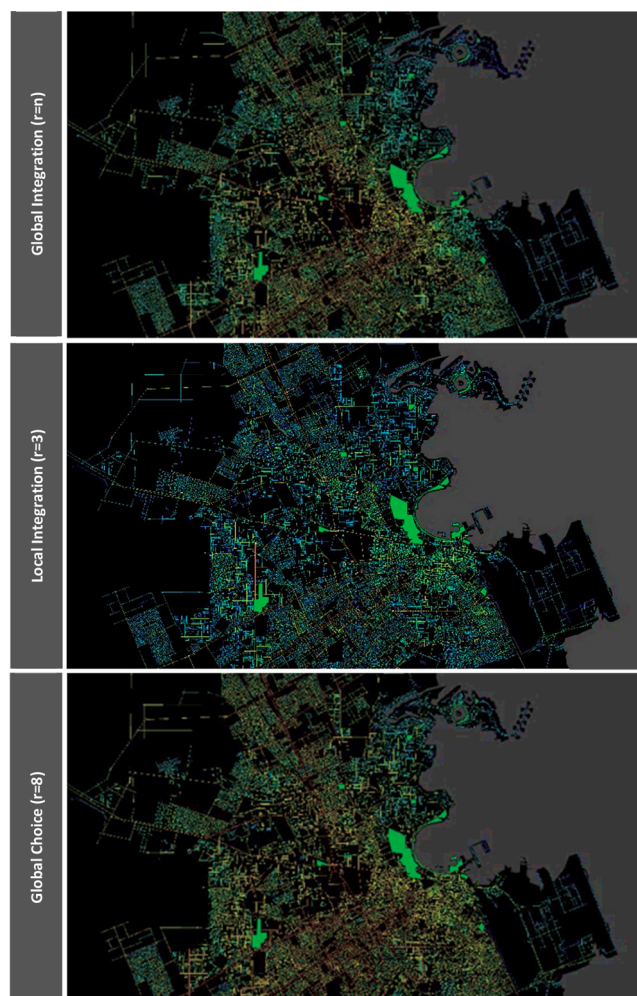 Global Integration (r=n)
Local Integration (r=3)
Global Choice (r=8)